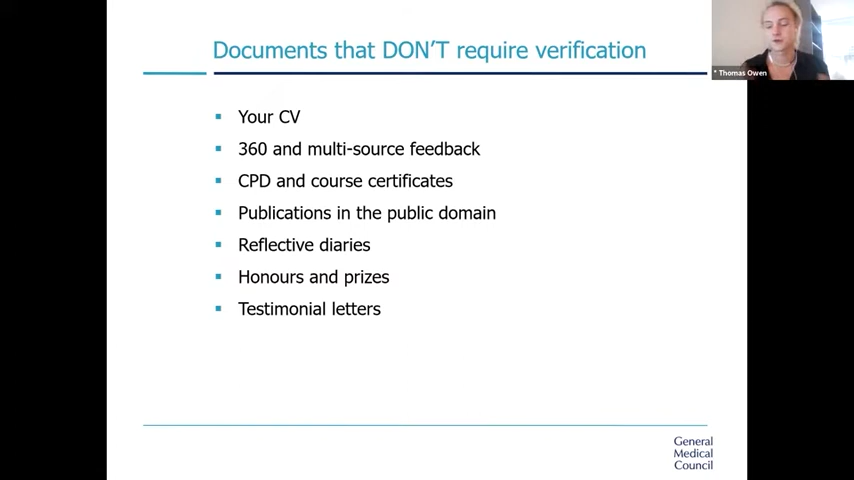 Documents that DON'T require verification
* Thomas Owen
Your CV
360 and multi-source feedback
CPD and course certificates
Publications in the public domain
Reflective diaries
Honours and prizes
Testimonial letters
General
Medical
Council